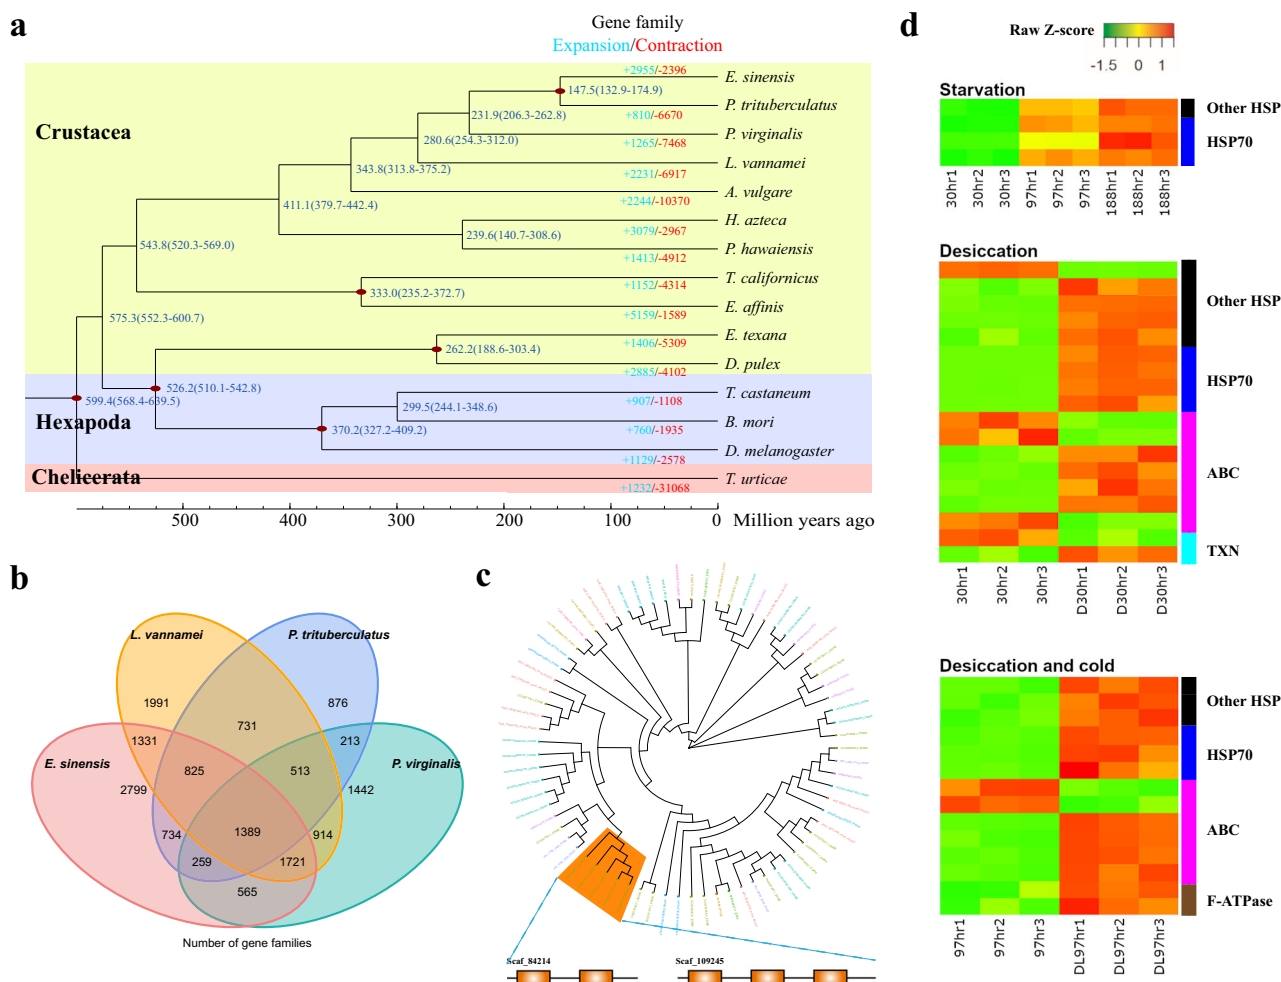 a
Gene family
Expansion/Contraction
Crustacea
Hexapoda
Chelicerata
+2955/-2396
E. sinensis
147.5(132.9-174.9)
P. trituberculatus
+810/-6670
231.9(206.3-262.8)
P. virginalis
+1265/-7468
280.6(254.3-312.0)
L. vannamei
+2231/-6917
343.8(313.8-375.2)
A. vulgare
+2244/-10370
411.1(379.7-442.4)
H. azteca
+3079/-2967
239.6(140.7-308.6)
543.8(520.3-569.0)
P. hawaiensis
+1413/-4912
T. californicus
+1152/-4314
333.0(235.2-372.7)
E. affinis
+5159/-1589
575.3(552.3-600.7)
E. texana
+1406/-5309
262.2(188.6-303.4)
D. pulex
+2885/-4102
526.2(510.1-542.8)
599.4(568.4-639.5)
T. castaneum
+907/-1108
299.5(244.1-348.6)
B. mori
+760/-1935
370.2(327.2-409.2)
D. melanogaster
+1129/-2578
T. urticae
+1232/-31068
500 400 300 200 100 0 Million years ago
b
L. vannamei
P. trituberculatus
E. sinensis
P. virginalis
1991
876
731
1331
213
825
513
2799
1442
734
1389
914
259
1721
565
Number of gene families
c
Scaf_84214
Scaf_109245
d
Raw Z-score
-1.5 0 1
Starvation
Other HSP
HSP70
30hr1 30hr2 30hr3 97hr1 97hr2 97hr3 188hr1 188hr2 188hr3
Desiccation
Other HSP
HSP70
ABC
TXN
30hr1 30hr2 30hr3 D30hr1 D30hr2 D30hr3
Desiccation and cold
Other HSP
HSP70
ABC
F-ATPase
97hr1 97hr2 97hr3 DL97hr1 DL97hr2 DL97hr3